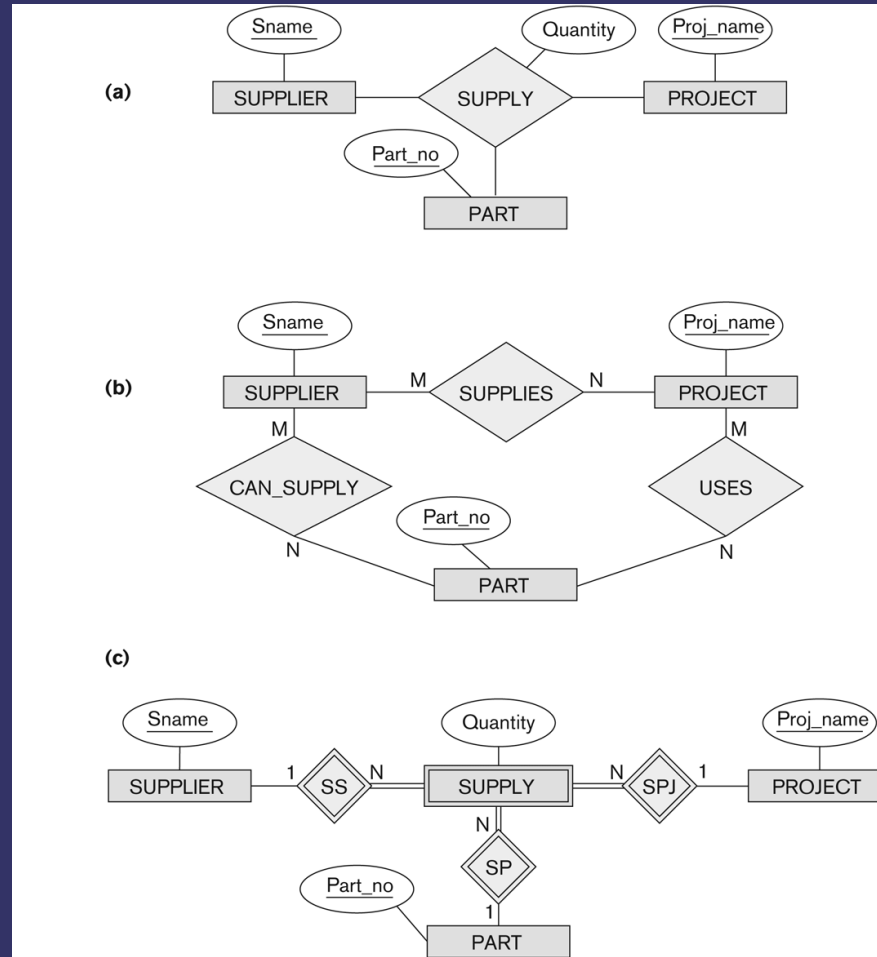 Sname
Quantity
Proj_name
(a)
SUPPLIER
SUPPLY
PROJECT
Part_no
PART
Sname
Proj_name
(b)
SUPPLIER
M
SUPPLIES
N
PROJECT
M
M
CAN_SUPPLY
USES
Part_no
N
N
PART
(c)
Sname
Quantity
Proj_name
SUPPLIER
1
SS
N
SUPPLY
N
SPJ
1
PROJECT
N
SP
Part_no
1
PART